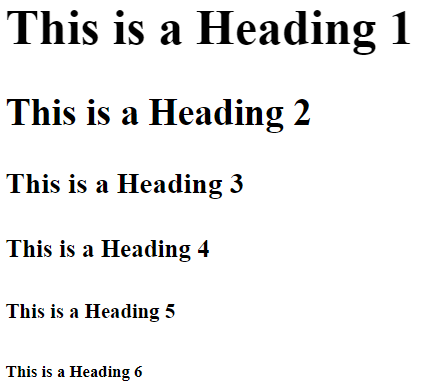 This is a Heading 1
This is a Heading 2
This is a Heading 3
This is a Heading 4
This is a Heading 5
This is a Heading 6